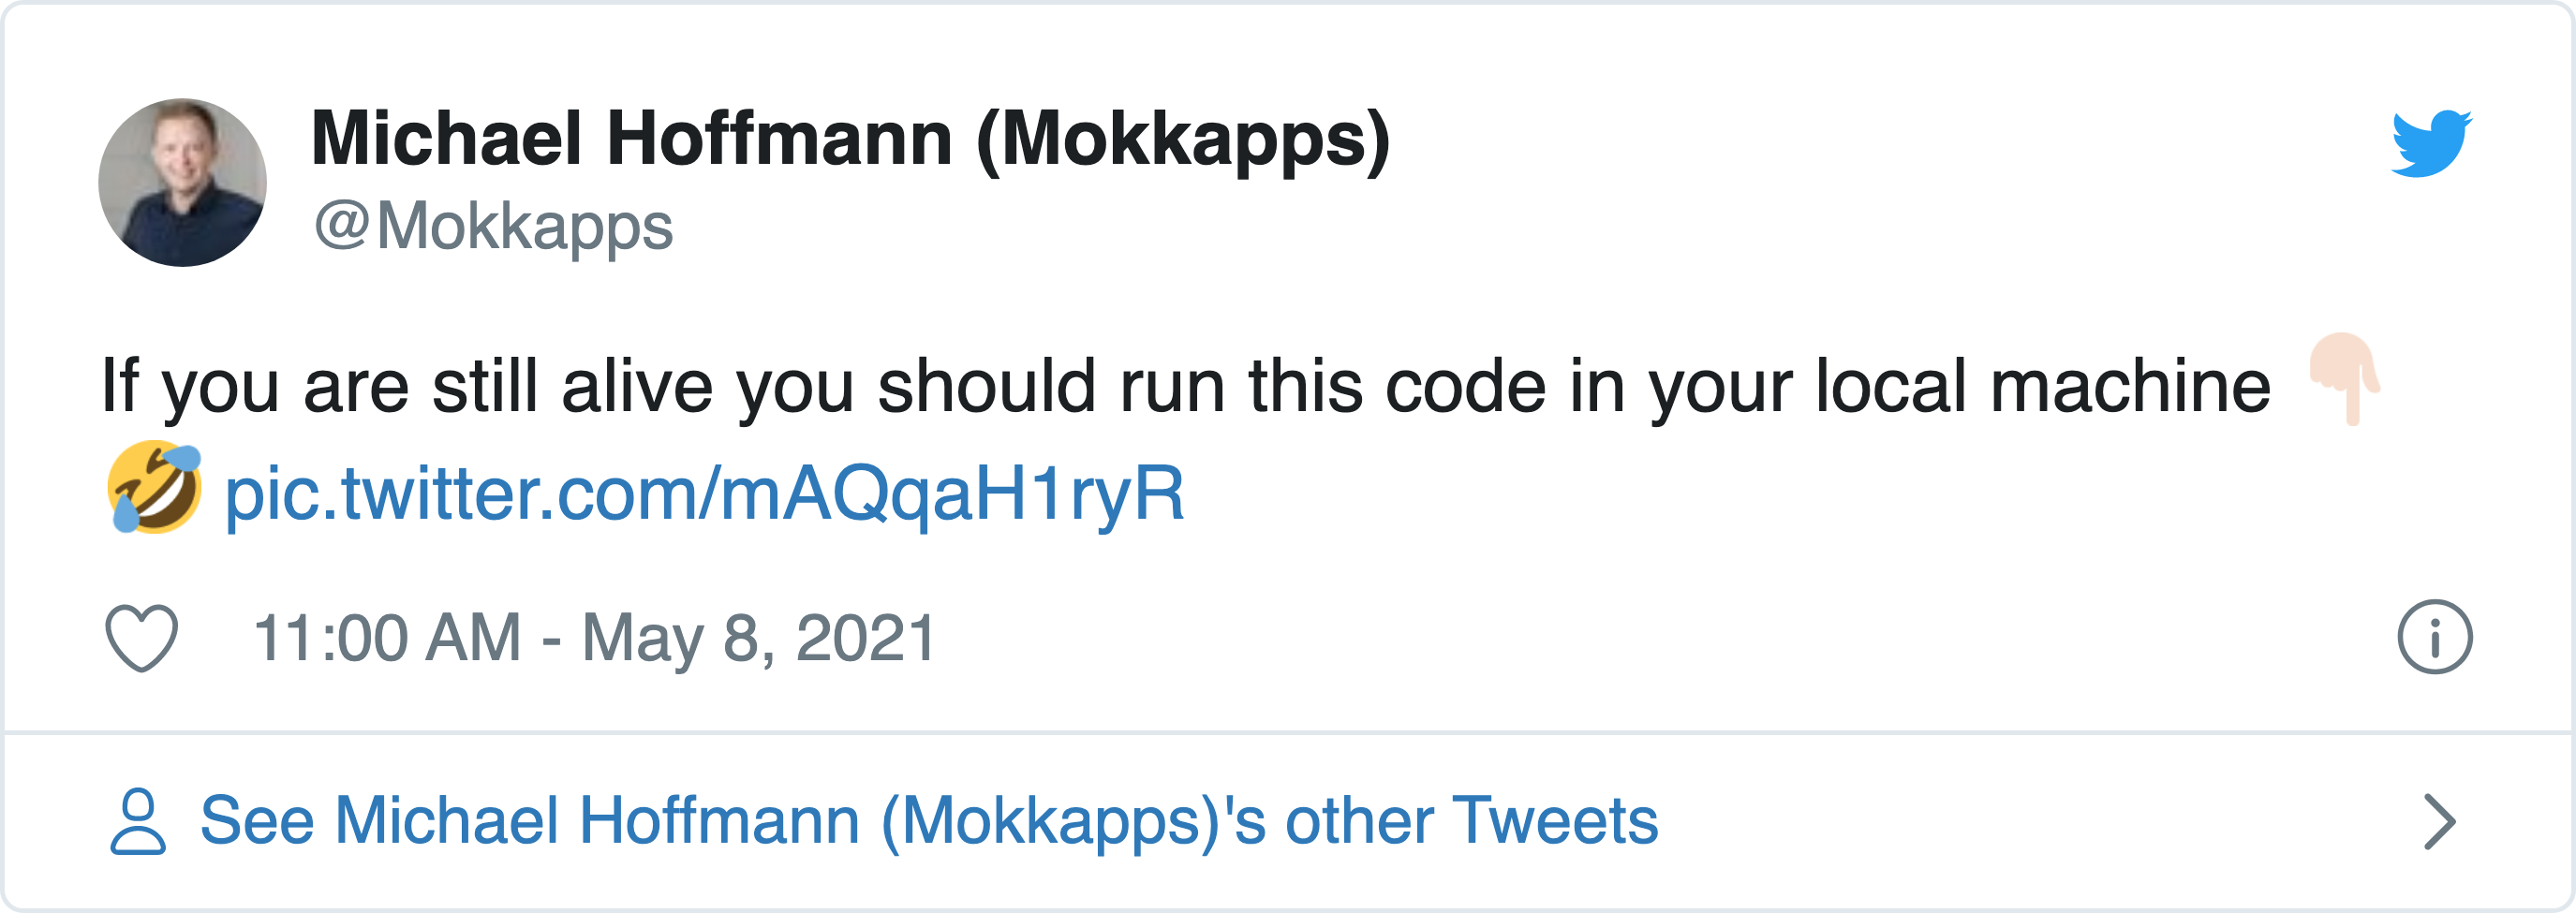 Michael Hoffmann (Mokkapps)
@Mokkapps
If you are still alive you should run this code in your local machine 👇🏻
🤣 pic.twitter.com/mAQqaH1ryR
11:00 AM - May 8, 2021
See Michael Hoffmann (Mokkapps)'s other Tweets